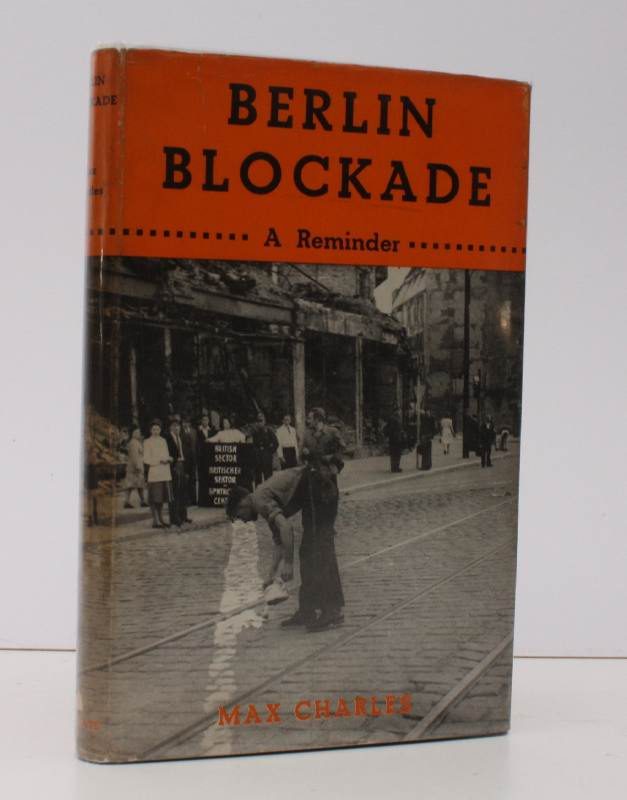 BERLIN
BLOCKADE
A Reminder
BRITISH
SECTOR
BRITISCHER
SEKTOR
MAX CHARLES